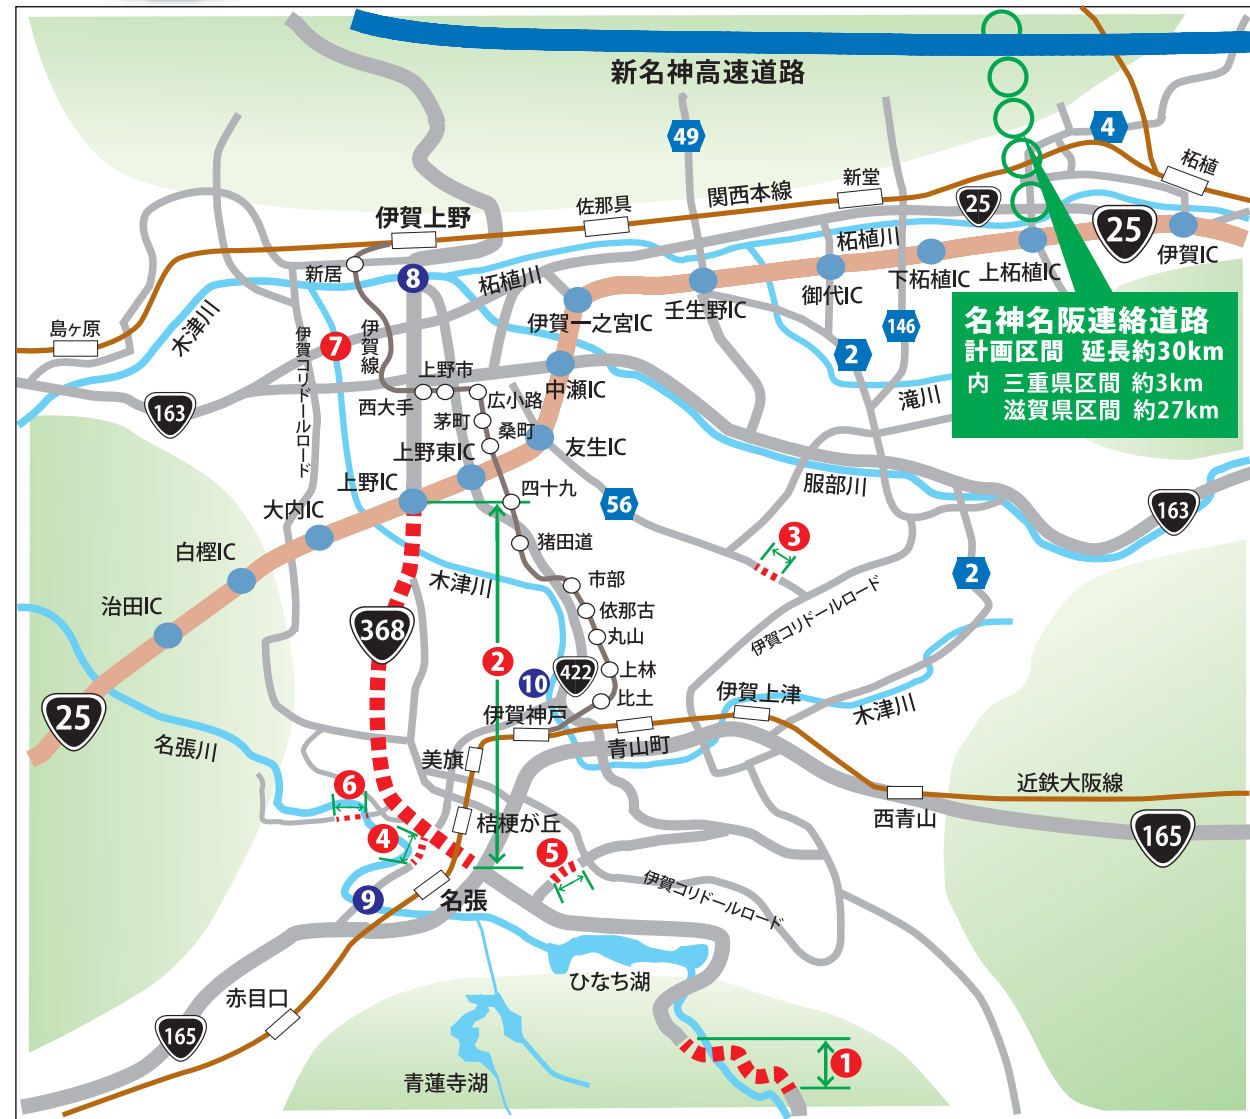 新名神高速道路
49
4
柘植
新堂
関西本線
25
佐那具
伊賀上野
25
伊賀IC
柘植川
上柘植IC
下柘植IC
御代IC
壬生野IC
新居
8
柘植川
伊賀一之宮IC
名神名阪連絡道路
計画区間 延長約30km
内 三重県区間 約3km
滋賀県区間 約27km
島ヶ原
木津川
伊賀コリドールロード
7
伊賀線
146
2
滝川
上野市
中瀬IC
163
西大手
広小路
茅町
桑町
友生IC
上野東IC
上野IC
四十九
56
服部川
163
大内IC
白樫IC
猪田道
3
木津川
市部
2
治田IC
依那古
伊賀コリドールロード
368
丸山
2
422
上林
10
比土
伊賀上津
木津川
25
伊賀神戸
青山町
名張川
美旗
近鉄大阪線
6
西青山
桔梗が丘
165
4
5
9
名張
伊賀コリドールロード
ひなち湖
赤目口
165
青蓮寺湖
1